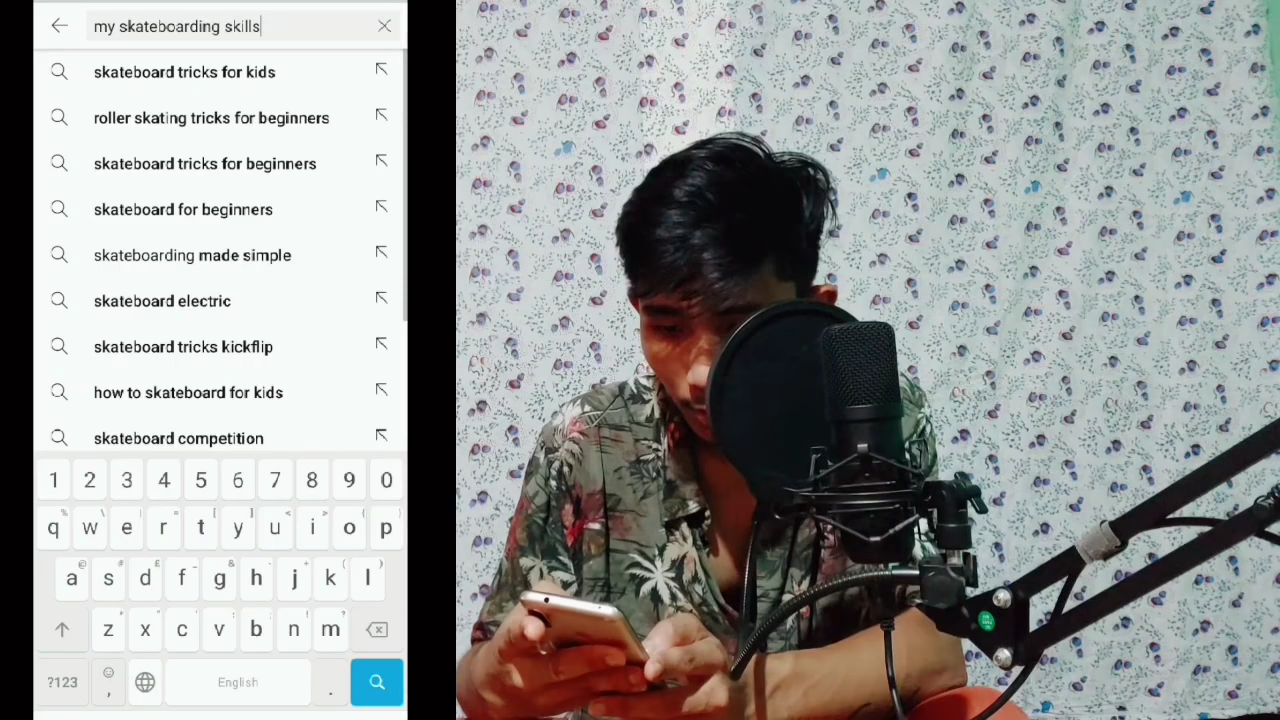 my skateboarding skills
skateboard tricks for kids
roller skating tricks for beginners
skateboard tricks for beginners
skateboard for beginners
skateboarding made simple
skateboard electric
skateboard tricks kickflip
how to skateboard for kids
skateboard competition
1 2 3 4 5 6 7 8 9 0
q w e r t y u i o p
a s d f g h j k l
z x c v b n m
?123 , English .